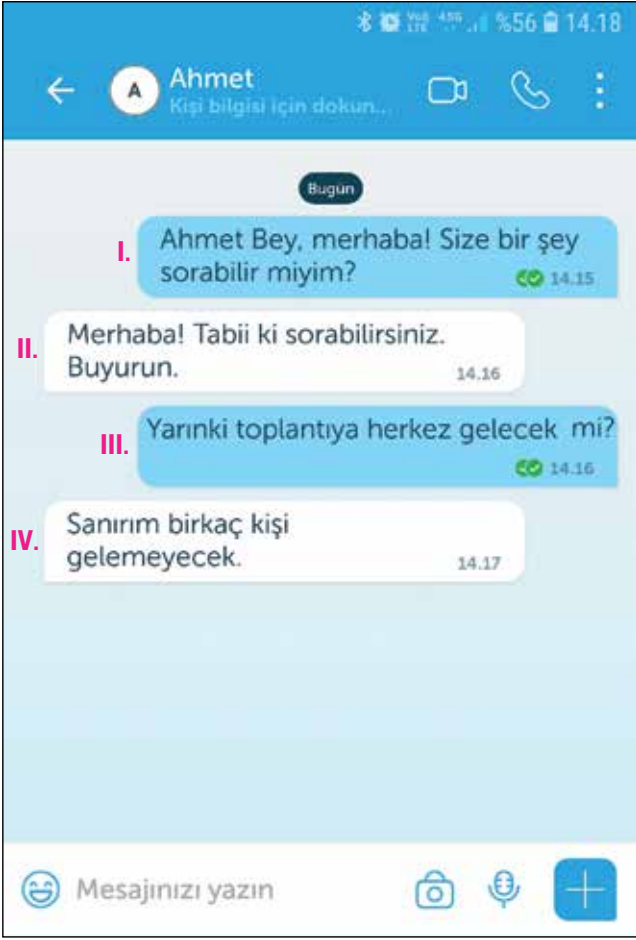 %56 14.18
Ahmet
Kişi bilgisi için dokun...
A
Bugün
I.
Ahmet Bey, merhaba! Size bir şey
sorabilir miyim?
14.15
II.
Merhaba! Tabii ki sorabilirsiniz.
Buyurun.
14.16
III.
Yarınki toplantıya herkez gelecek mi?
14.16
IV.
Sanırım birkaç kişi
gelemeyecek.
14.17
Mesajınızı yazın